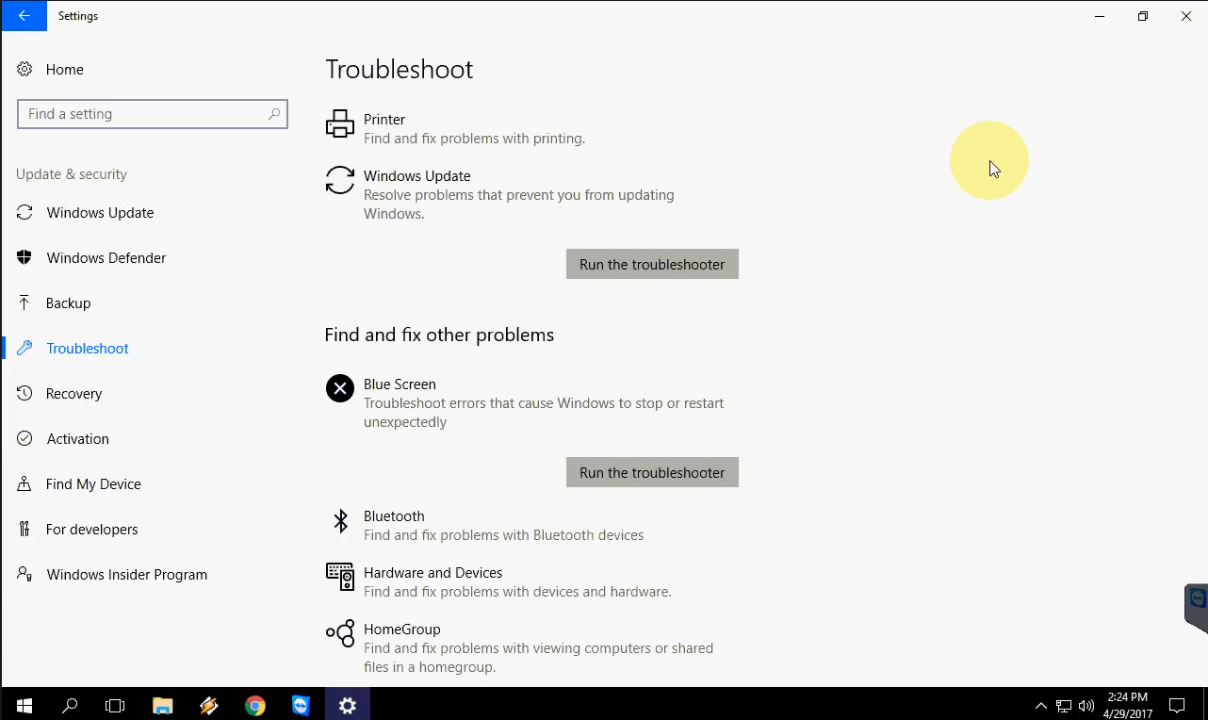 Settings
Home
Find a setting
Update & security
Windows Update
Windows Defender
Backup
Troubleshoot
Recovery
Activation
Find My Device
For developers
Windows Insider Program
Troubleshoot
Printer
Find and fix problems with printing.
Windows Update
Resolve problems that prevent you from updating
Windows.
Run the troubleshooter
Find and fix other problems
Blue Screen
Troubleshoot errors that cause Windows to stop or restart
unexpectedly
Run the troubleshooter
Bluetooth
Find and fix problems with Bluetooth devices
Hardware and Devices
Find and fix problems with devices and hardware.
HomeGroup
Find and fix problems with viewing computers or shared
files in a homegroup.
2:24 PM
4/29/2017